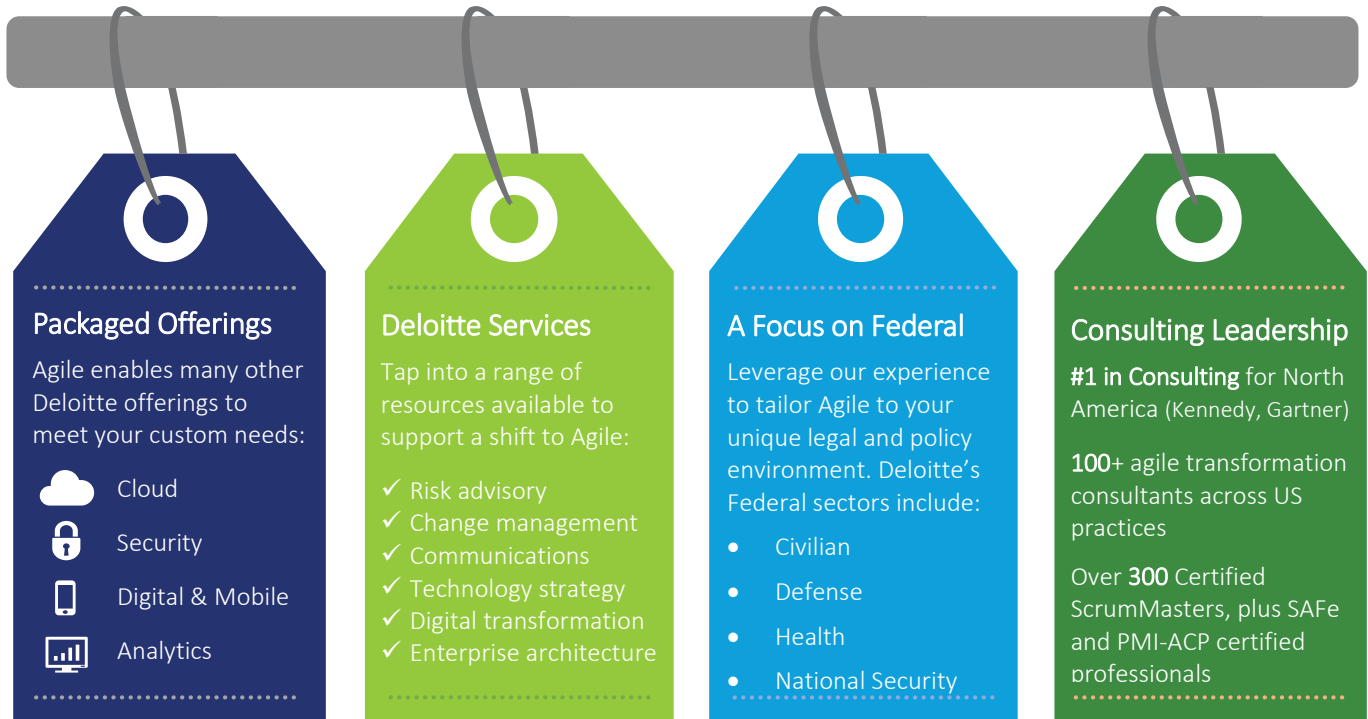 Packaged Offerings
Agile enables many other
Deloitte offerings to
meet your custom needs:
Cloud
Security
Digital & Mobile
Analytics
Deloitte Services
Tap into a range of
resources available to
support a shift to Agile:
✓ Risk advisory
✓ Change management
✓ Communications
✓ Technology strategy
✓ Digital transformation
✓ Enterprise architecture
A Focus on Federal
Leverage our experience
to tailor Agile to your
unique legal and policy
environment. Deloitte’s
Federal sectors include:
• Civilian
• Defense
• Health
• National Security
Consulting Leadership
#1 in Consulting for North
America (Kennedy, Gartner)
100+ agile transformation
consultants across US
practices
Over 300 Certified
ScrumMasters, plus SAFe
and PMI-ACP certified
professionals